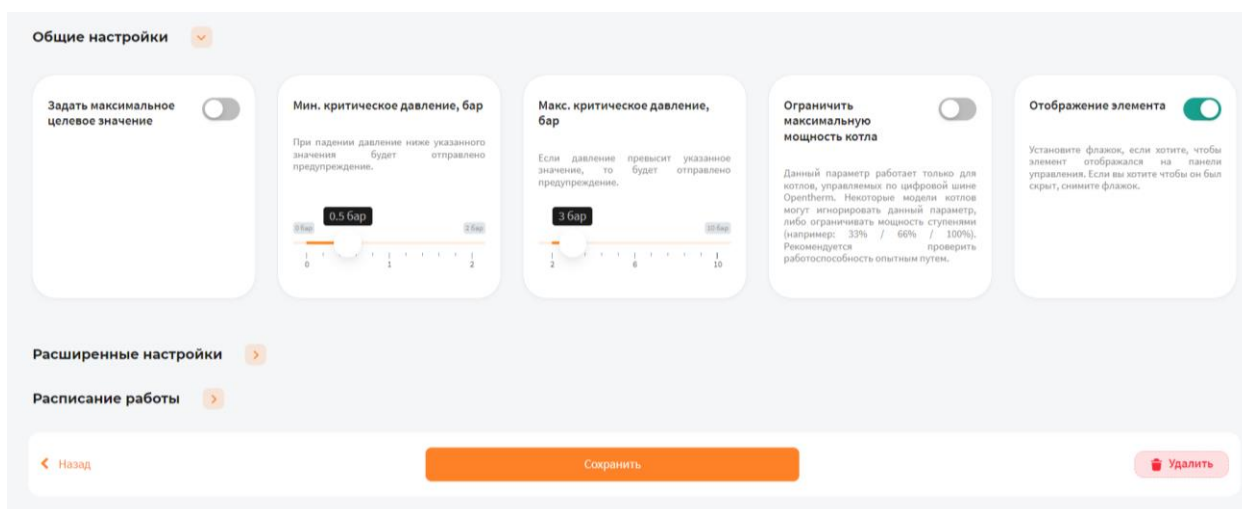 Общие настройки
Задать максимальное
целевое значение
Мин. критическое давление, бар
При падении давление ниже указанного
значения будет отправлено
предупреждение.
0.5 бар
0 бар
2 бар
0 1 2
Макс. критическое давление,
бар
Если давление превысит указанное
значение, то будет отправлено
предупреждение.
3 бар
10 бар
2 6 10
Ограничить
максимальную
мощность котла
Данный параметр работает только для
котлов, управляемых по цифровой шине
Opentherm. Некоторые модели котлов
могут игнорировать данный параметр,
либо ограничивать мощность ступенями
(например: 33% / 66% / 100%).
Рекомендуется проверить
работоспособность опытным путем.
Отображение элемента
Установите флажок, если хотите, чтобы
элемент отображался на панели
управления. Если вы хотите чтобы он был
скрыт, снимите флажок.
Расширенные настройки
Расписание работы
Назад
Сохранить
Удалить